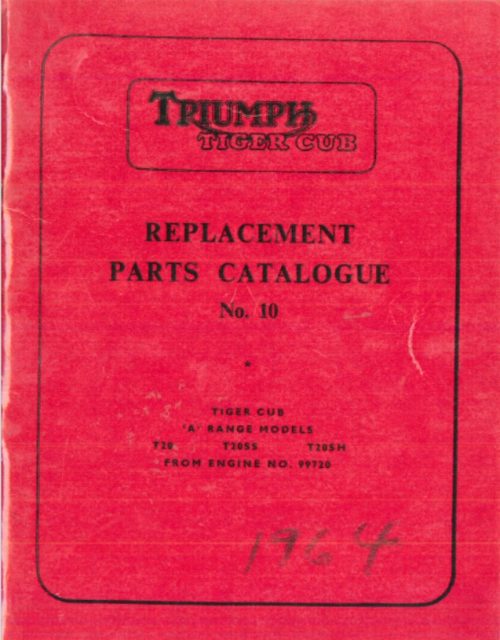 TRIUMPH
TIGER CUB
REPLACEMENT
PARTS CATALOGUE
No. 10
*
TIGER CUB
'A' RANGE MODELS
T20 T20SS T20SH
FROM ENGINE NO. 99720
1964